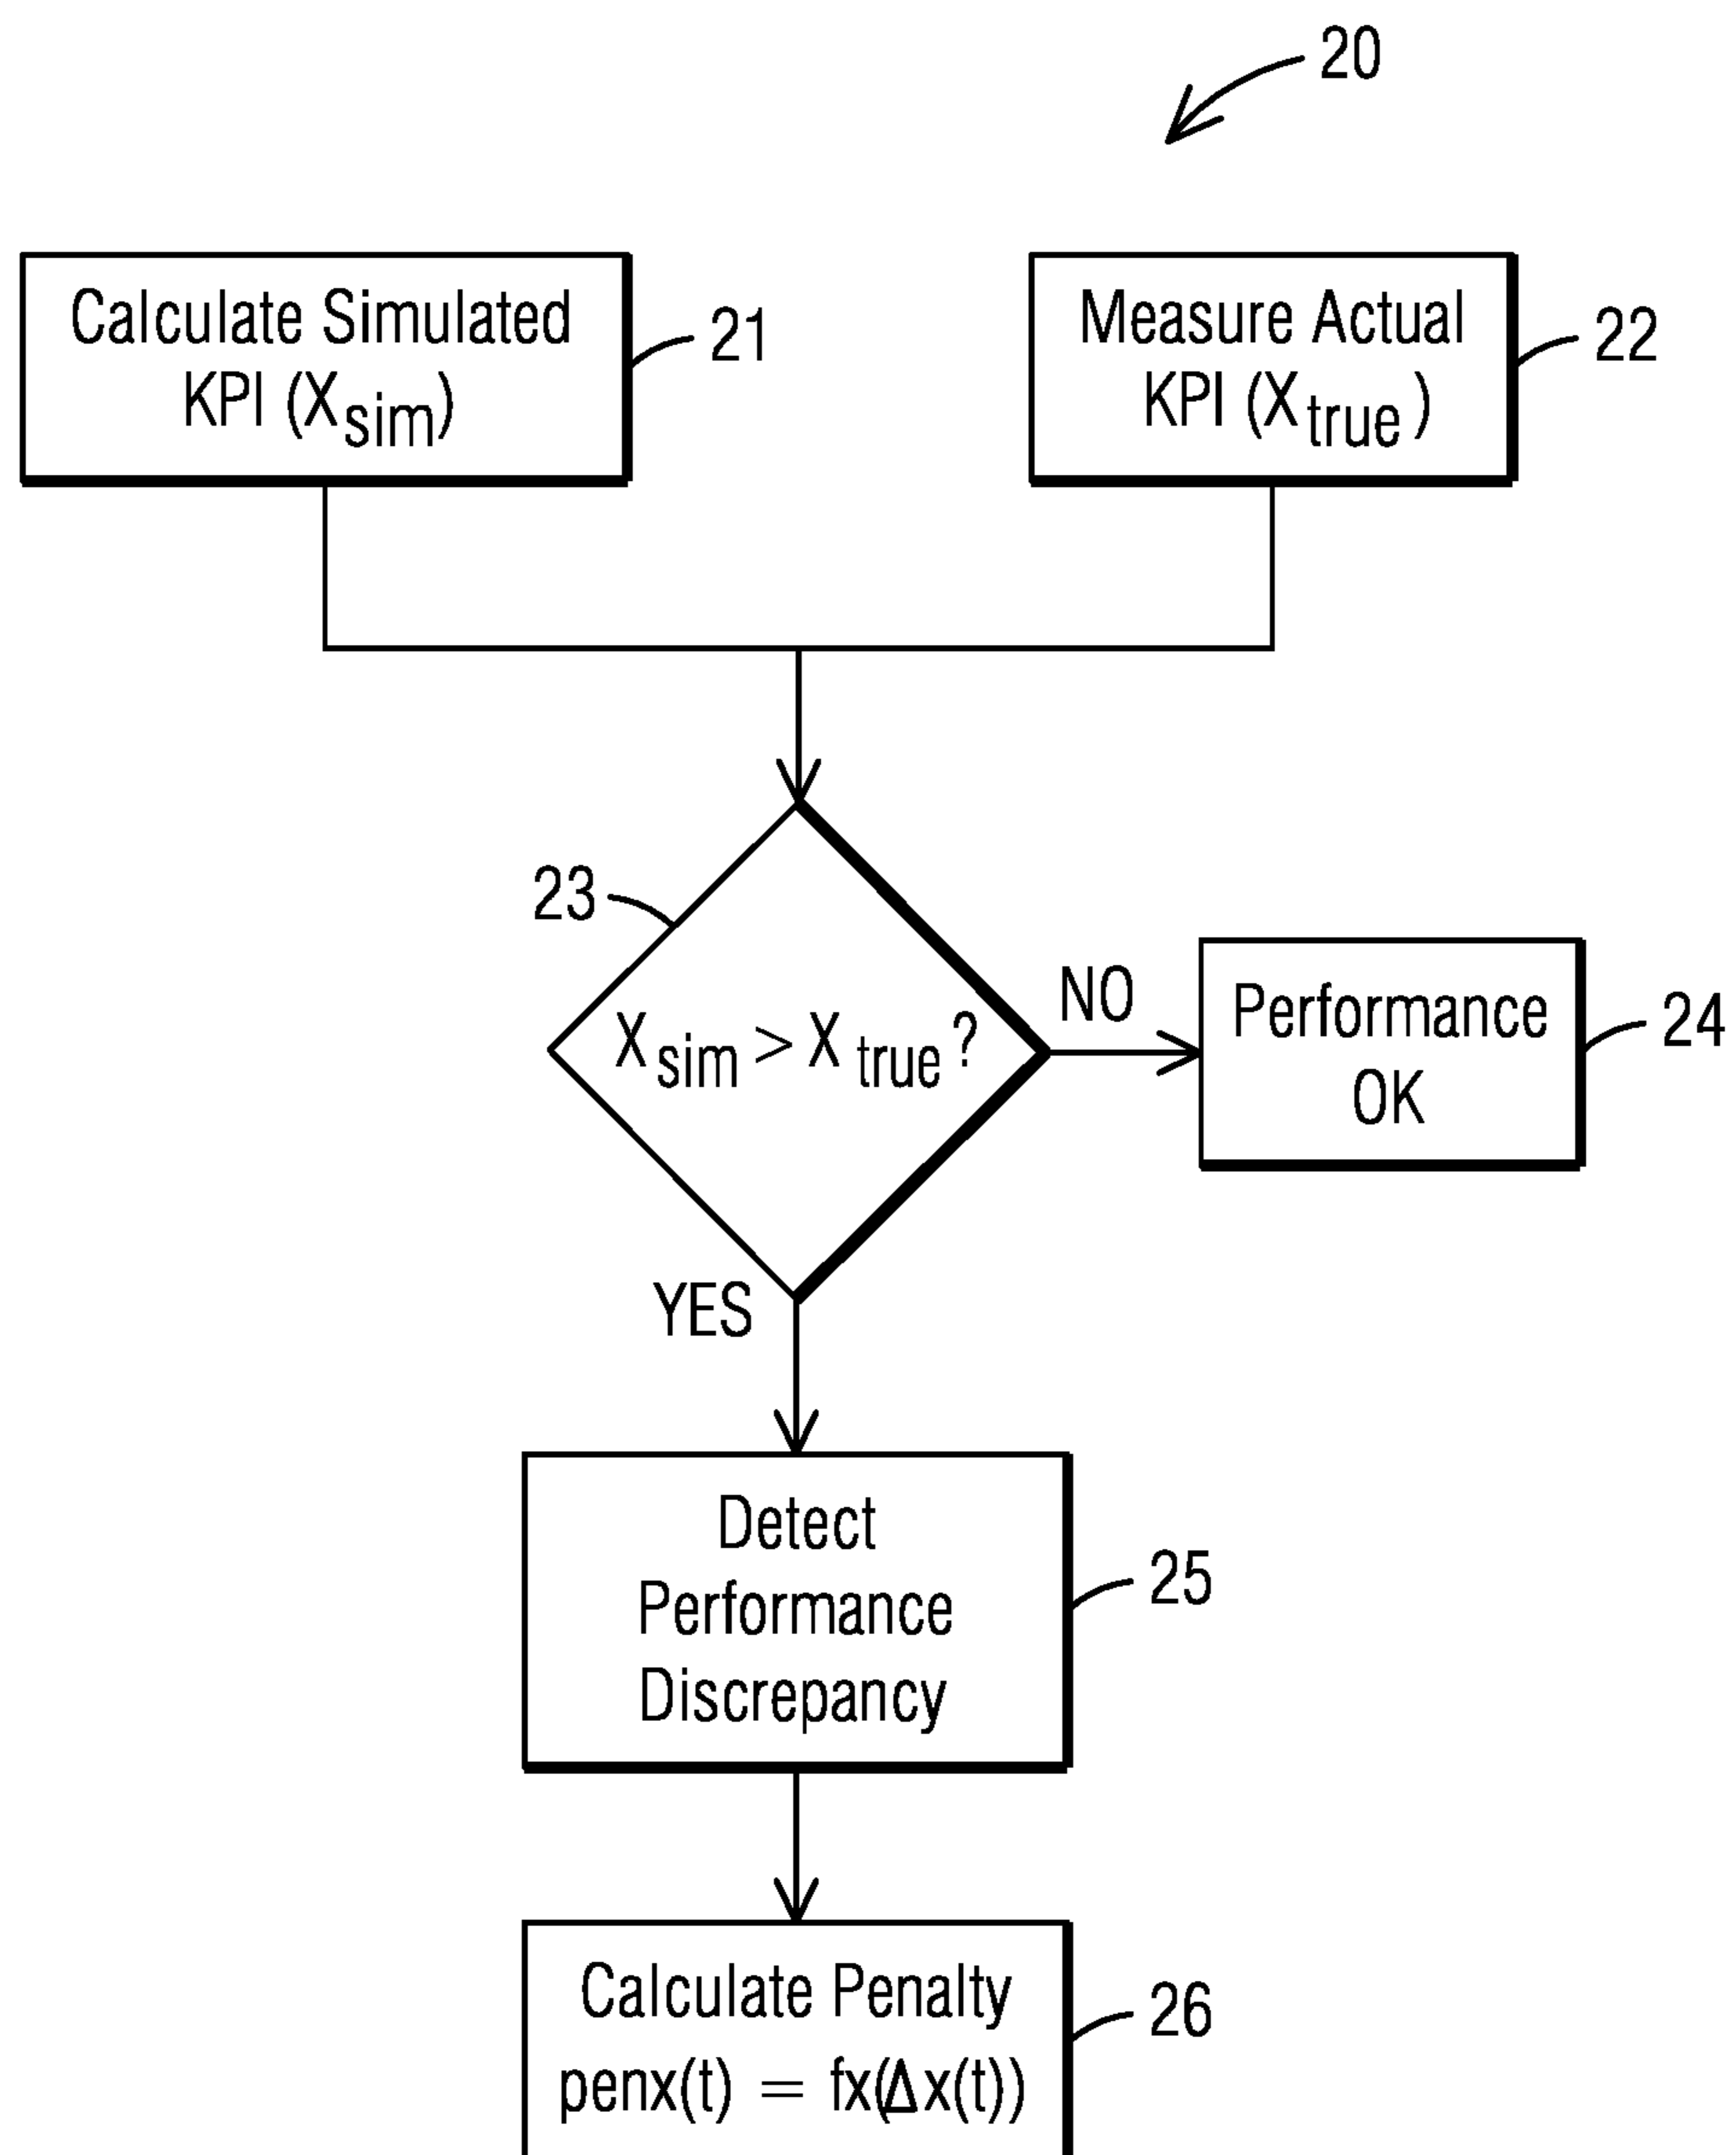 20
Calculate Simulated
KPI (Xsim)
21
Measure Actual
KPI (Xtrue)
22
23
Xsim > Xtrue?
NO
Performance
OK
24
YES
Detect
Performance
Discrepancy
25
Calculate Penalty
penx(t) = fx(Δx(t))
26